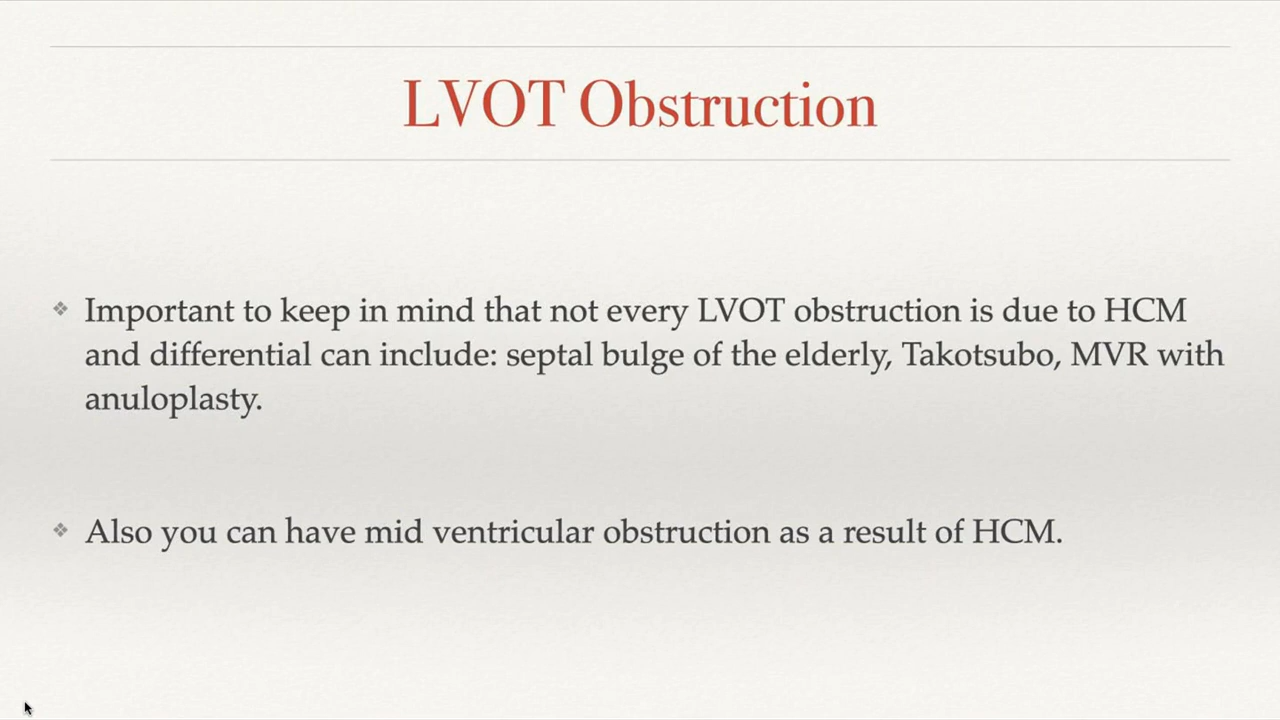 LVOT Obstruction
❖ Important to keep in mind that not every LVOT obstruction is due to HCM
and differential can include: septal bulge of the elderly, Takotsubo, MVR with
anuloplasty.
❖ Also you can have mid ventricular obstruction as a result of HCM.